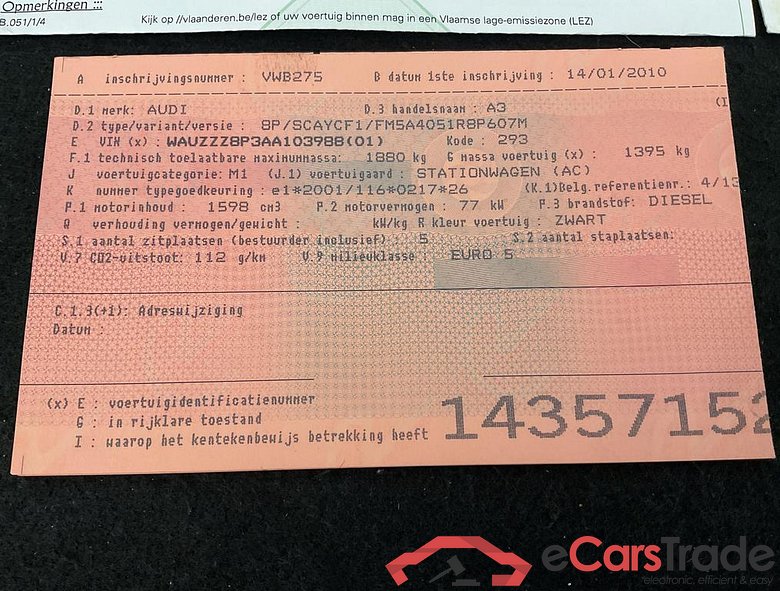 Opmerkingen :::
B.051/1/4
Kijk op //vlaanderen.be/lez of uw voertuig binnen mag in een Vlaamse lage-emissiezone (LEZ)
A inschrijvingsnummer : VWB275 B datum 1ste inschrijving : 14/01/2010
D.1 merk: AUDI D.3 handelsnaam : A3
D.2 type/variant/versie : 8P/SCAYCF1/FM5A4051R8P607M
E VIN (x) : WAUZZZ8P3AA103988(01) Kode : 293
F.1 technisch toelaatbare maximummassa: 1880 kg G massa voertuig (x) : 1395 kg
J voertuigcategorie: M1 (J.1) voertuigaard : STATIONWAGEN (AC)
K nummer typegoedkeuring : e1*2001/116*0217*26 (K.1)Belg.referentienr.: 4/13
P.1 motorinhoud : 1598 cm3 P.2 motorvermogen : 77 kW P.3 brandstof: DIESEL
Q verhouding vermogen/gewicht : kW/kg R kleur voertuig : ZWART
S.1 aantal zitplaatsen (bestuurder inclusief) : 5 S.2 aantal staplaatsen:
V.7 CO2-uitstoot: 112 g/km V.9 milieuklasse : EURO 5
C.1.3(+1): Adreswijziging
Datum :
(x) E : voertuigidentificatienummer
G : in rijklare toestand
I : waarop het kentekenbewijs betrekking heeft
14357152
eCarsTrade
electronic, efficient & easy